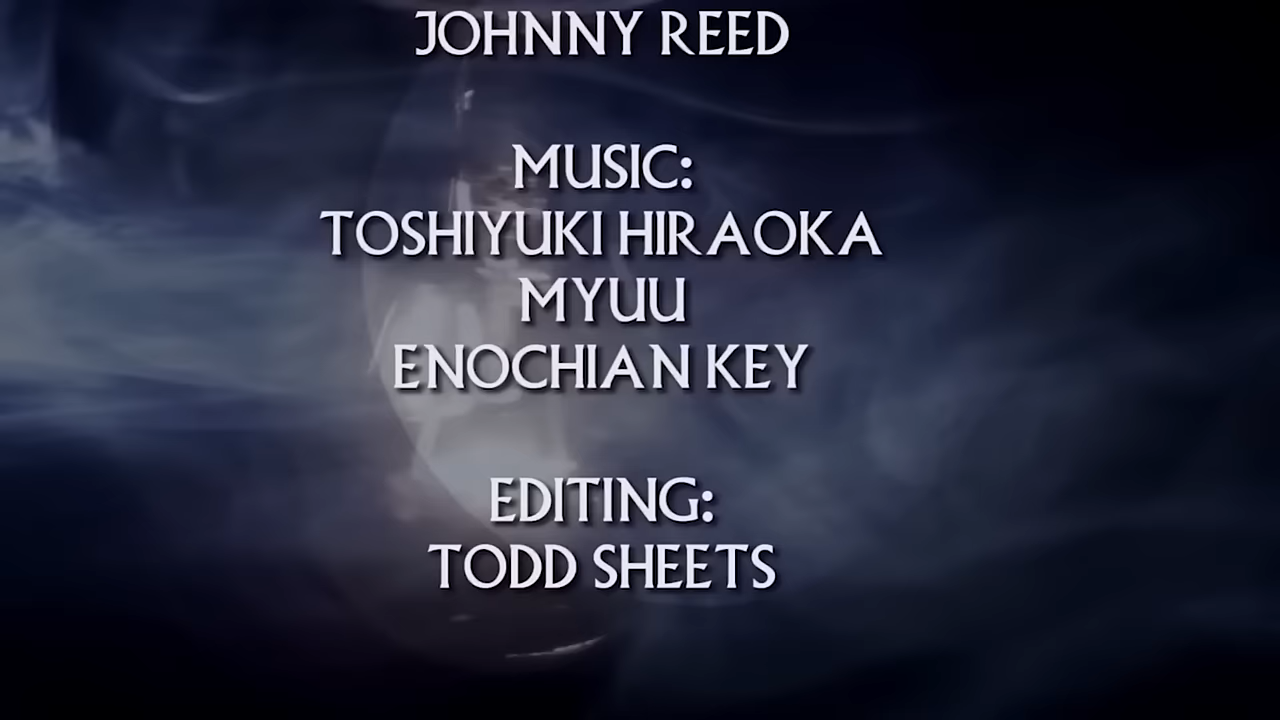 JOHNNY REED
MUSIC:
TOSHIYUKI HIRAOKA
MYUU
ENOCHIAN KEY
EDITING:
TODD SHEETS